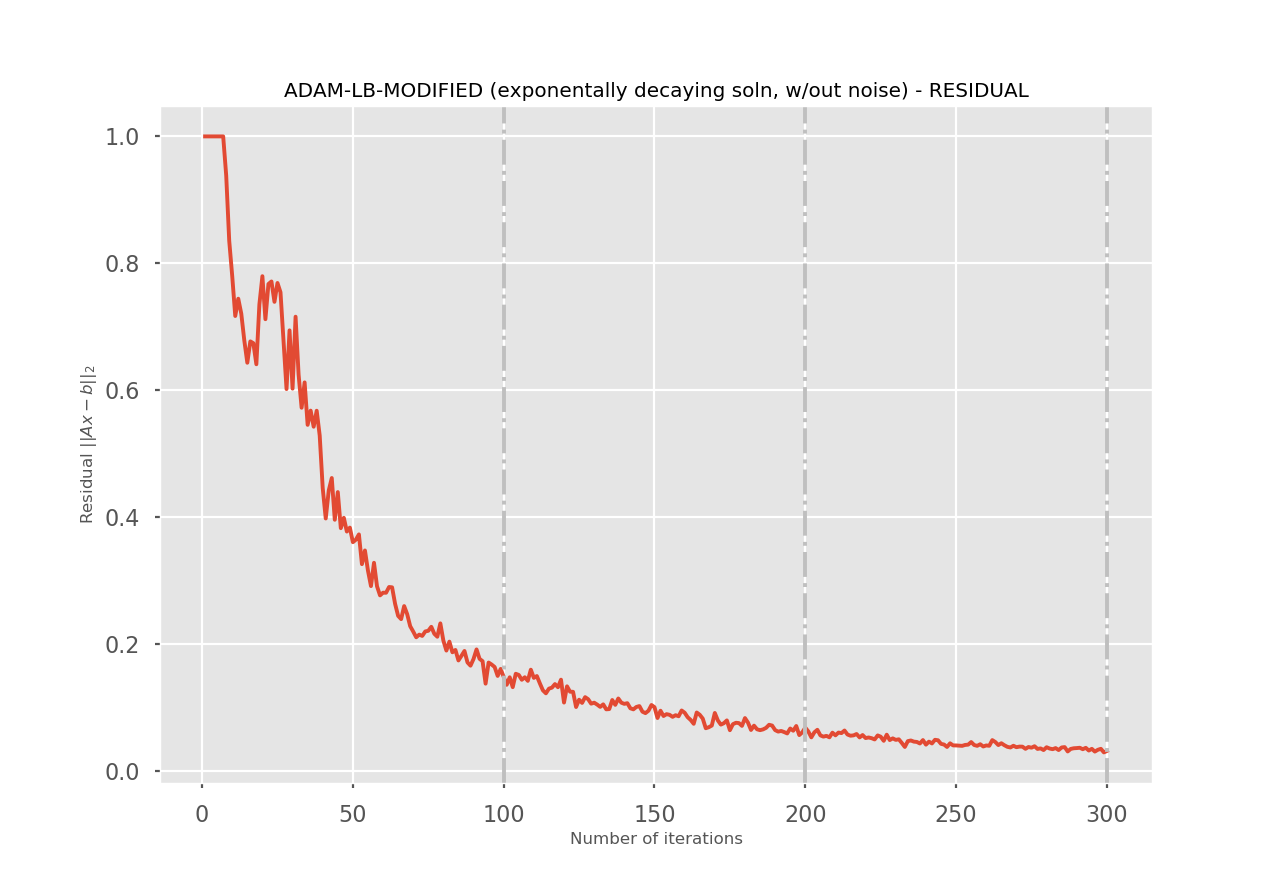 ADAM-LB-MODIFIED (exponentally decaying soln, w/out noise) - RESIDUAL
1.0
0.8
0.6
0.4
0.2
0.0
Residual ||Ax − b||₂
0 50 100 150 200 250 300
Number of iterations